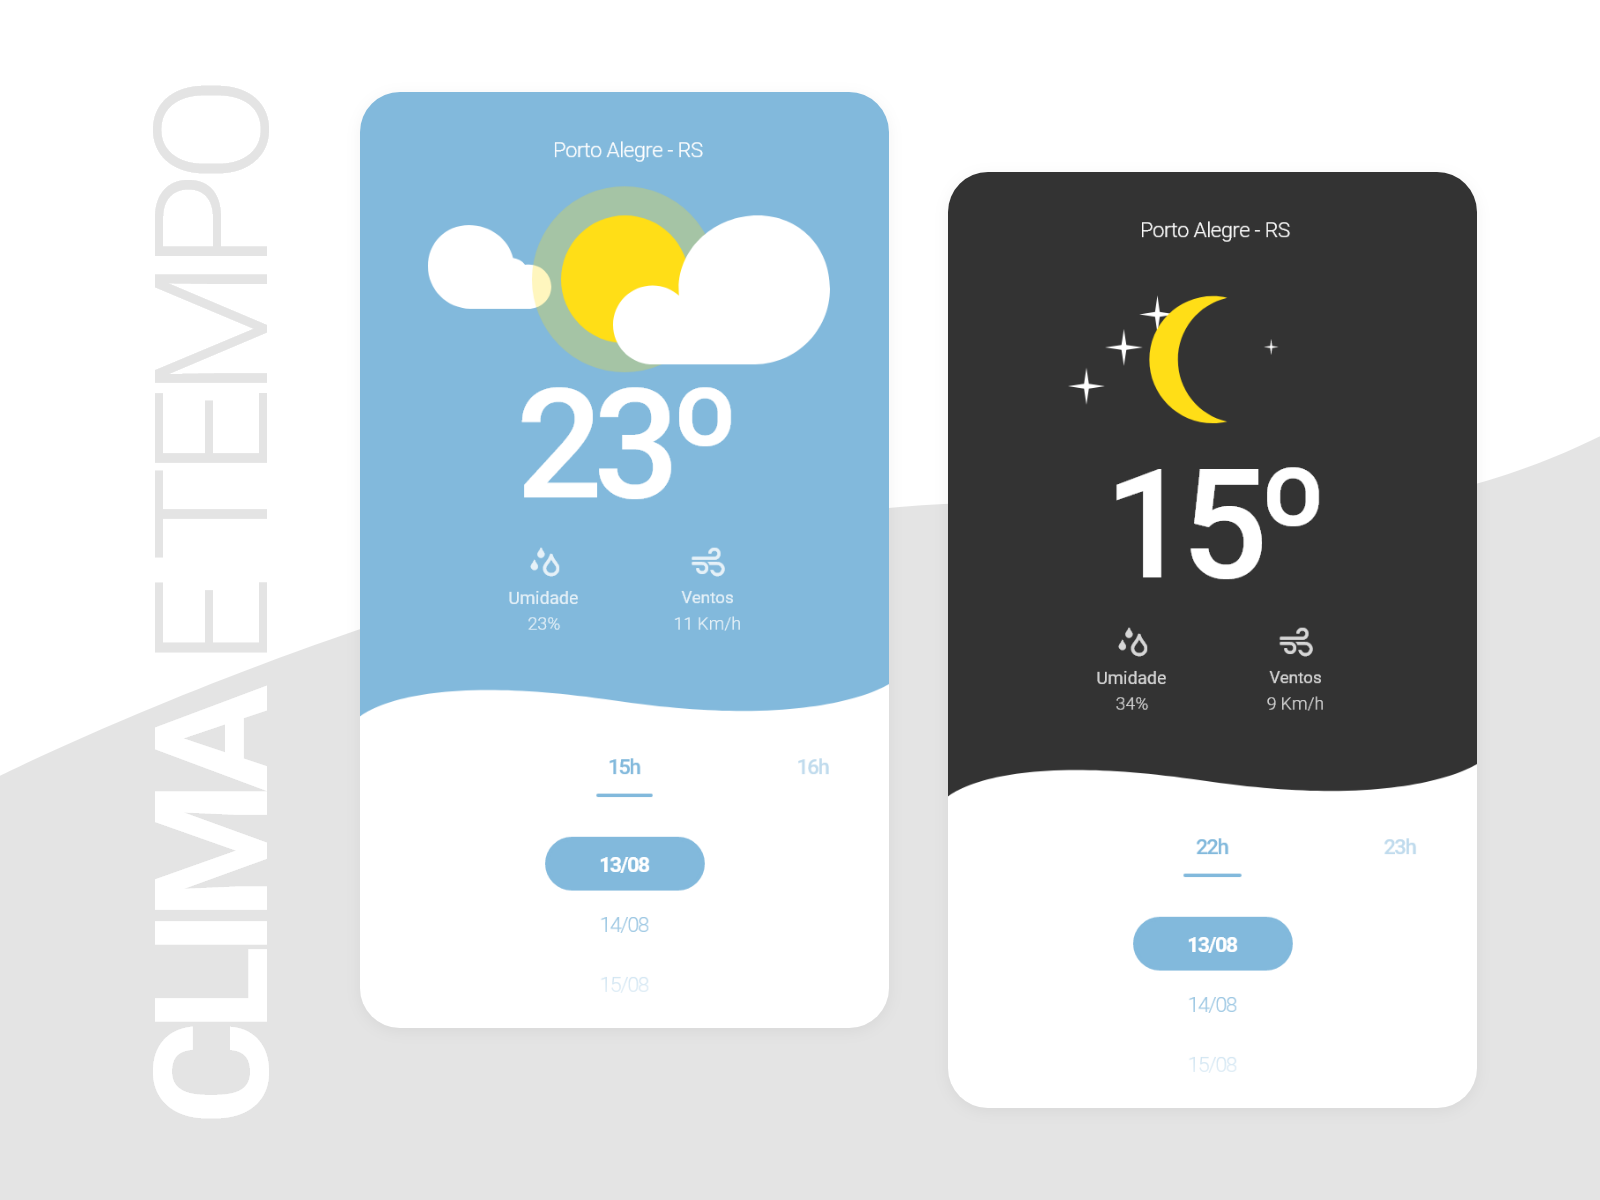 CLIMA E TEMPO
Porto Alegre - RS
23º
Umidade
23%
Ventos
11 Km/h
15h
16h
13/08
14/08
15/08
Porto Alegre - RS
15º
Umidade
34%
Ventos
9 Km/h
22h
23h
13/08
14/08
15/08